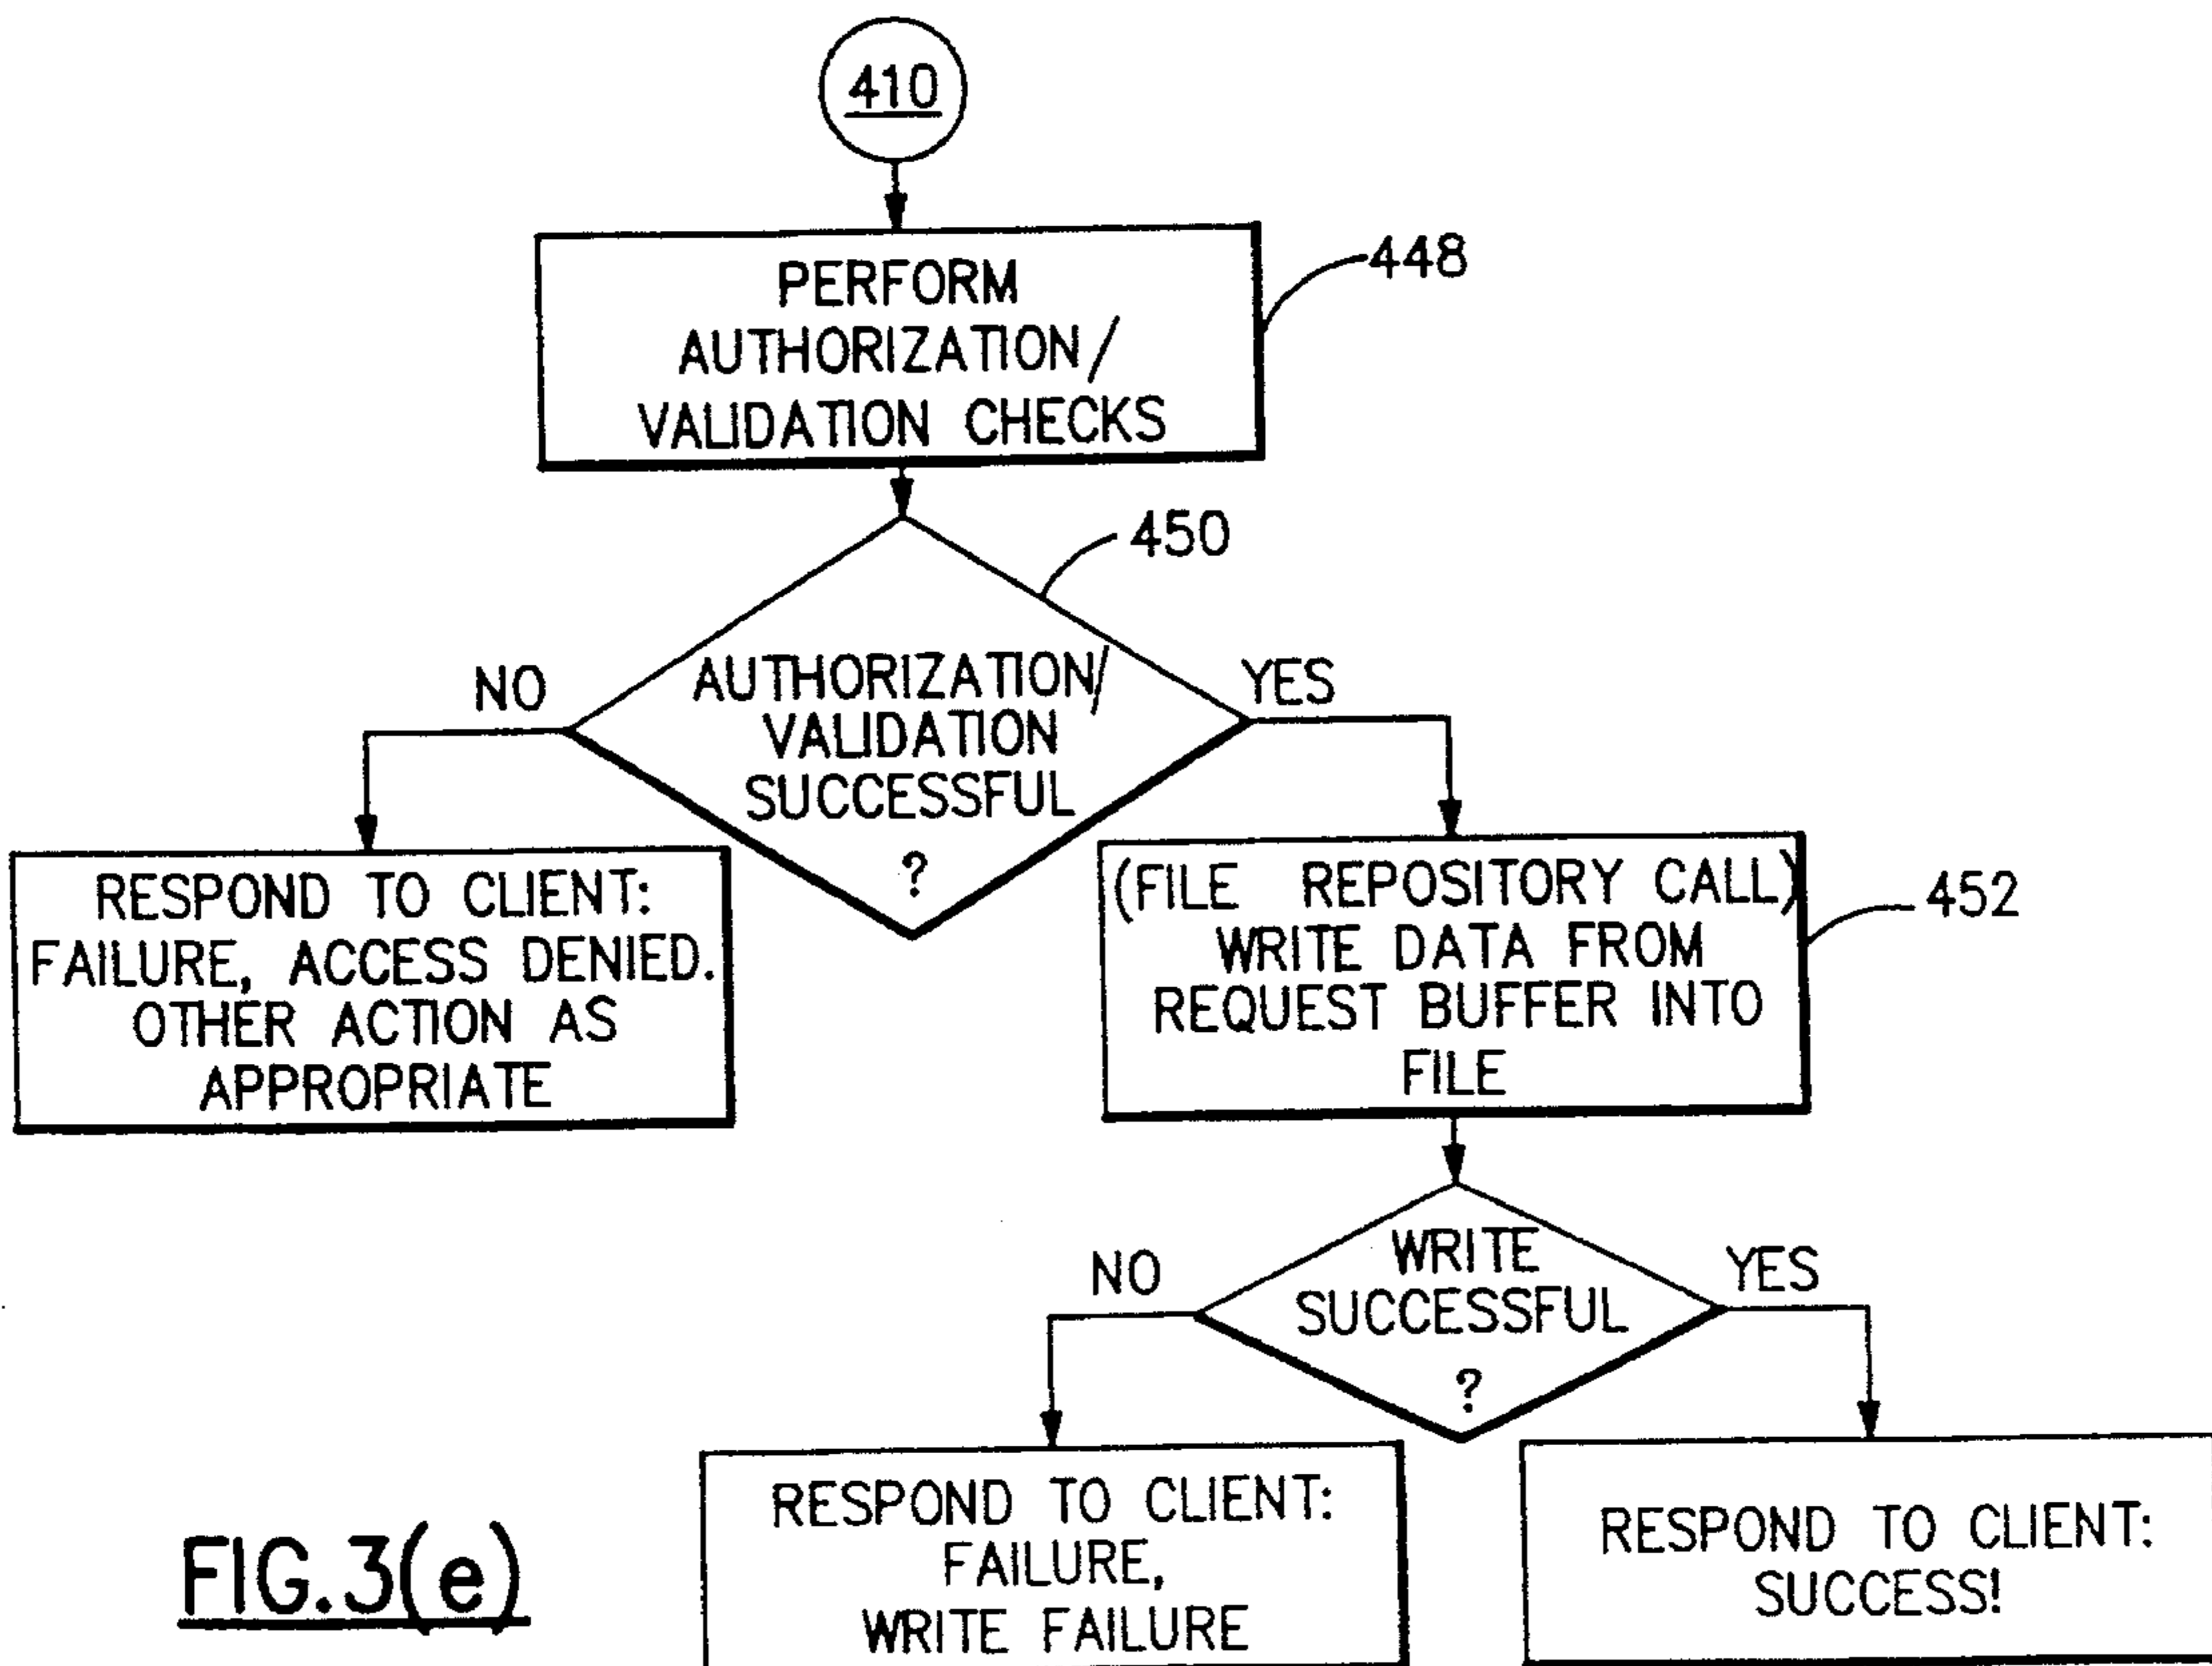 410
PERFORM
AUTHORIZATION/
VALIDATION CHECKS
448
450
NO
AUTHORIZATION/
VALIDATION
SUCCESSFUL
?
YES
RESPOND TO CLIENT:
FAILURE, ACCESS DENIED.
OTHER ACTION AS
APPROPRIATE
(FILE REPOSITORY CALL)
WRITE DATA FROM
REQUEST BUFFER INTO
FILE
452
NO
WRITE
SUCCESSFUL
?
YES
RESPOND TO CLIENT:
FAILURE,
WRITE FAILURE
RESPOND TO CLIENT:
SUCCESS!
FIG.3(e)